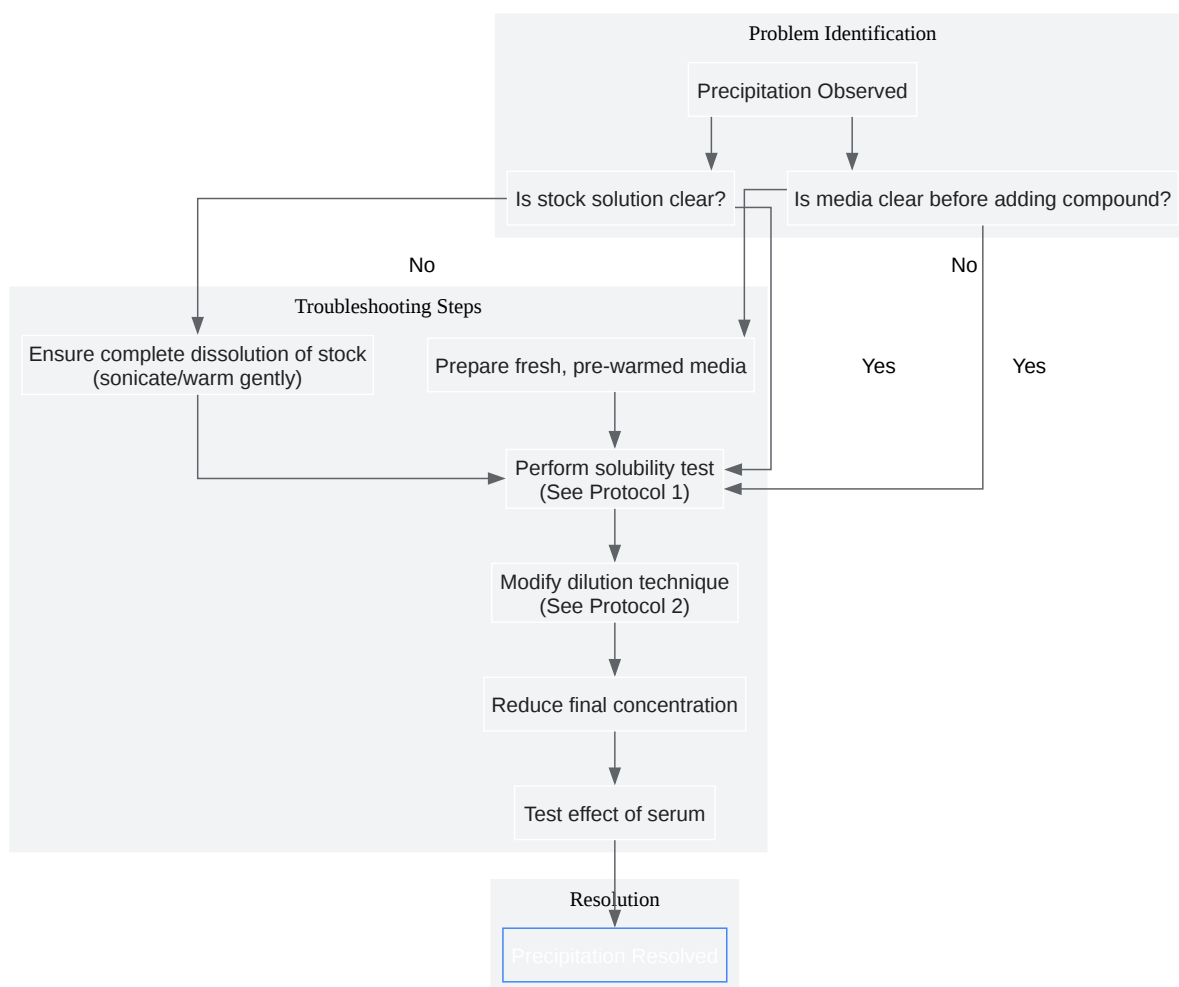 Problem Identification
Precipitation Observed
Is stock solution clear?
Is media clear before adding compound?
No
No
Troubleshooting Steps
Ensure complete dissolution of stock
(sonicate/warm gently)
Prepare fresh, pre-warmed media
Yes
Yes
Perform solubility test
(See Protocol 1)
Modify dilution technique
(See Protocol 2)
Reduce final concentration
Test effect of serum
Resolution
Precipitation Resolved